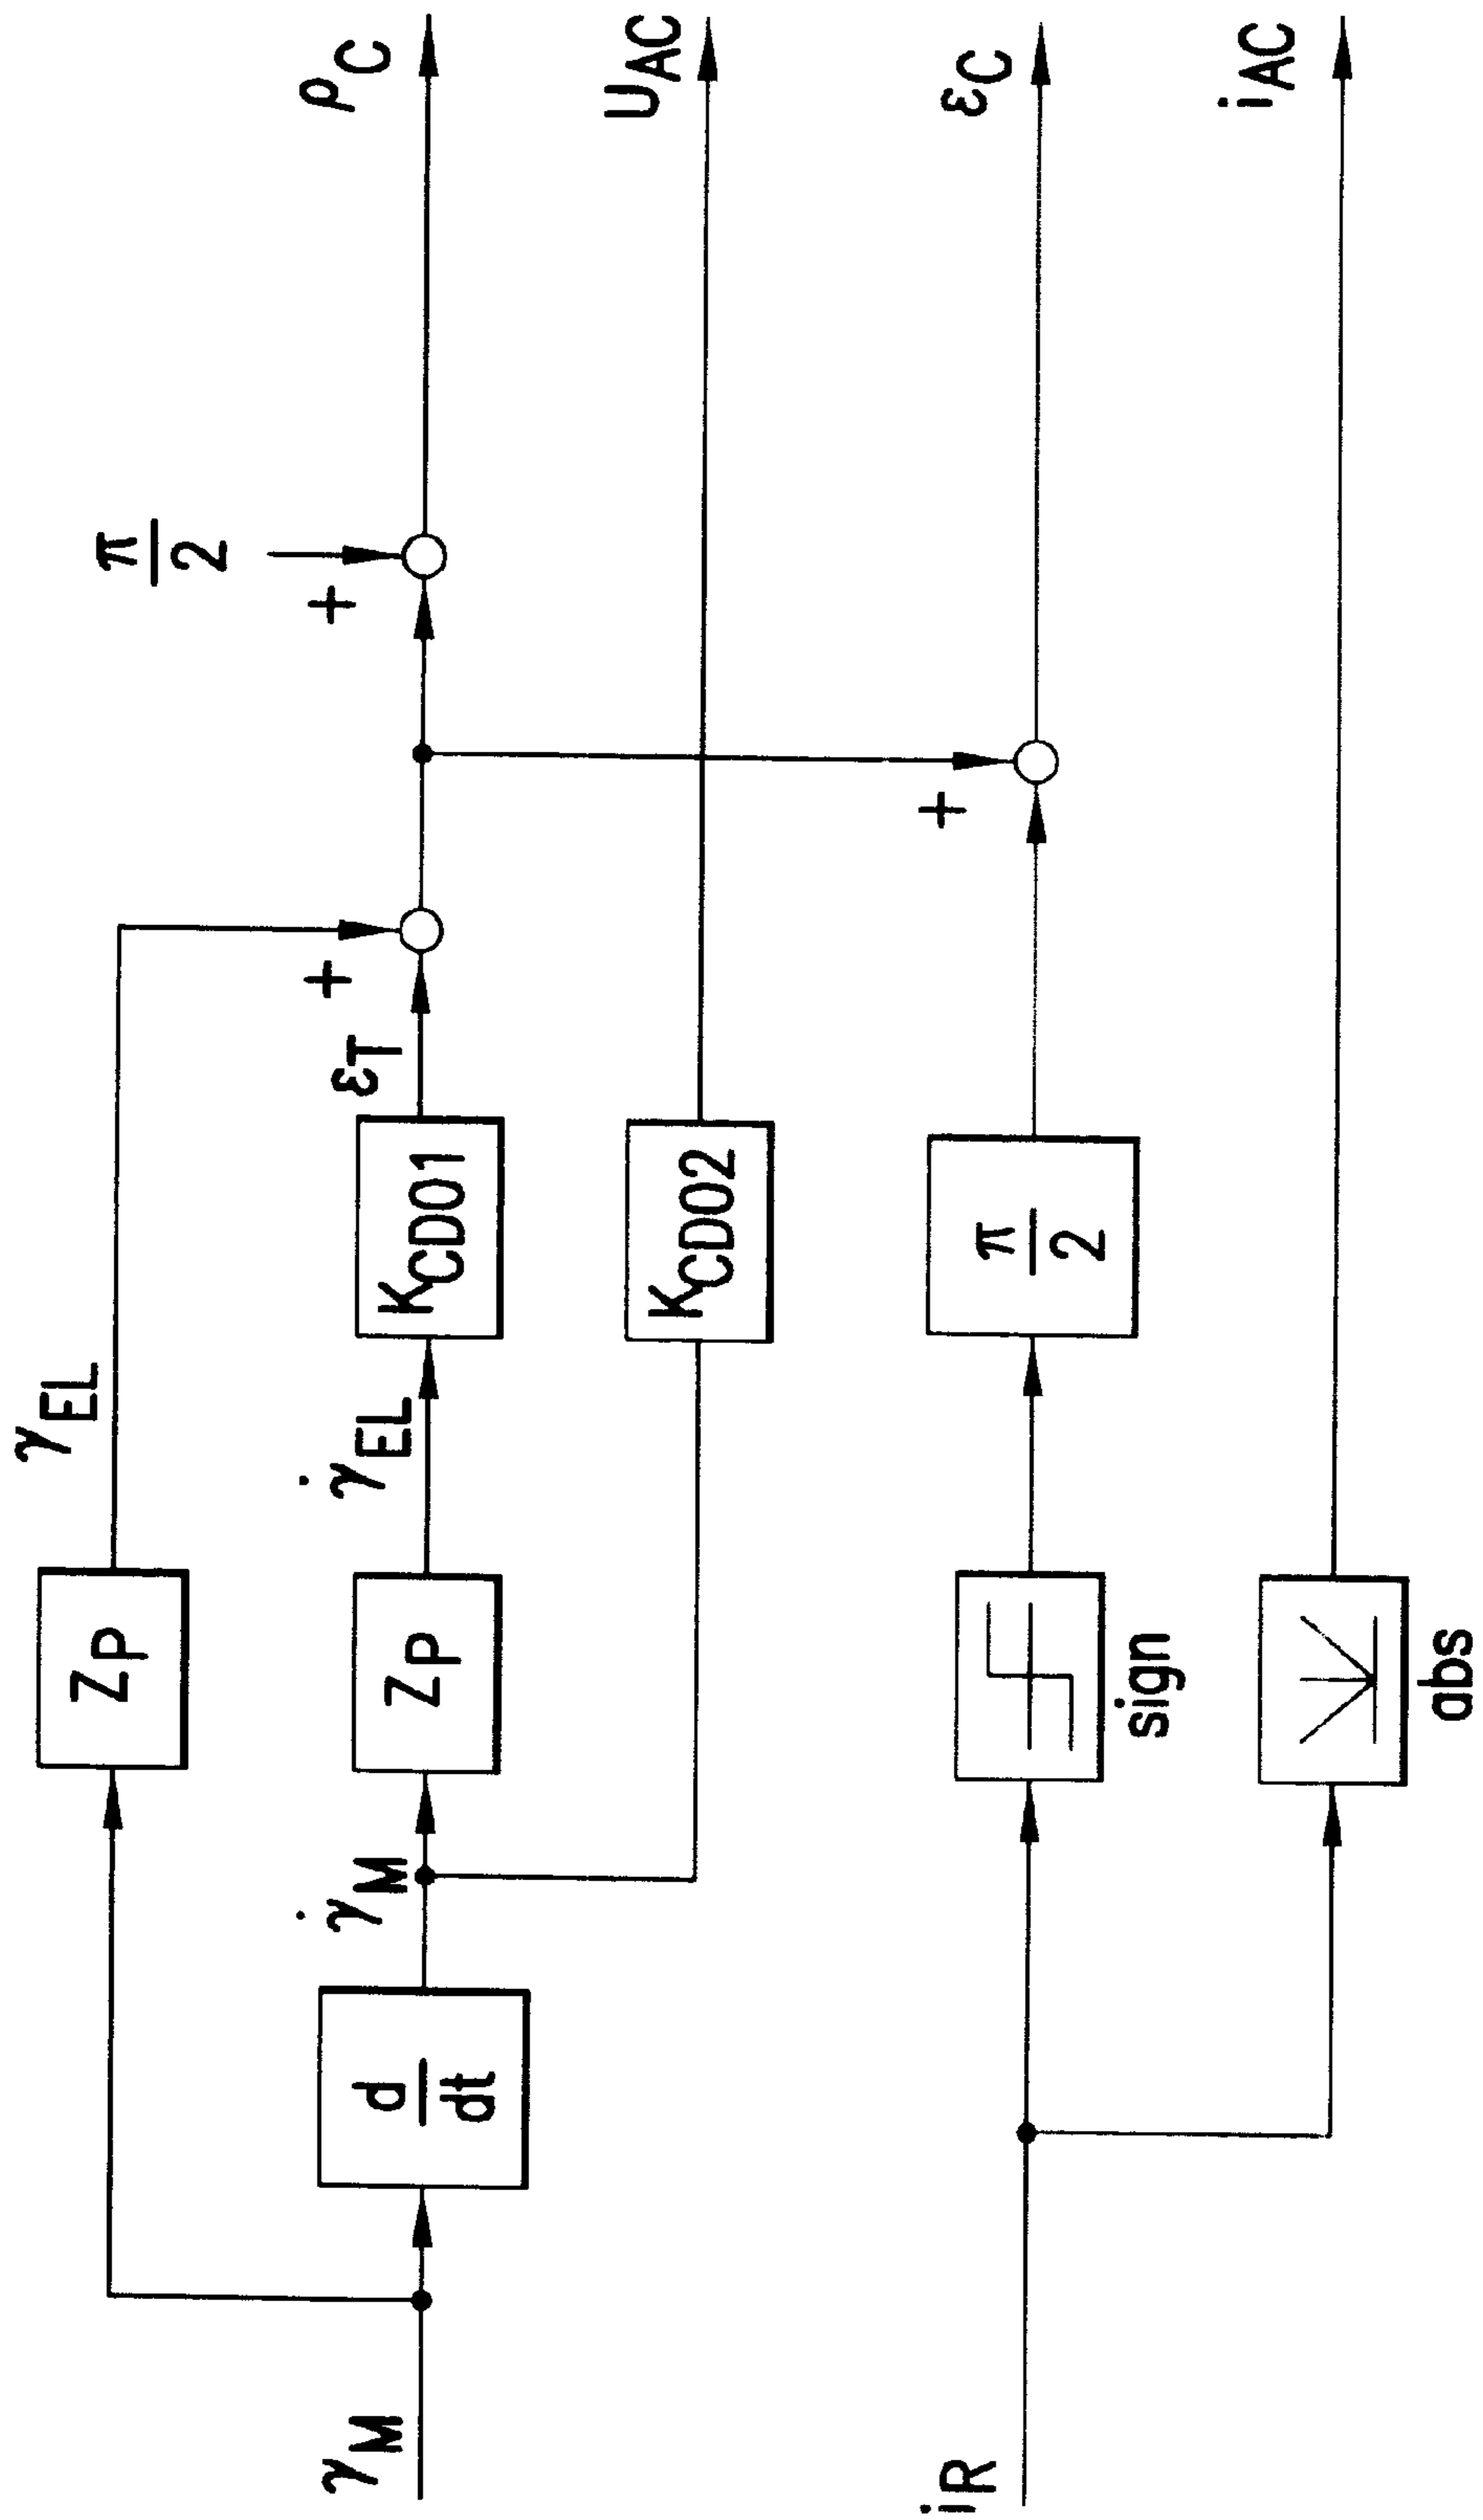 γM
d
dt
γ̇M
ZP
γEL
ZP
γ̇EL
KCD01
εT
+
π
2
+
ρC
KCD02
UAC
iR
sign
π
2
+
εC
abs
iAC